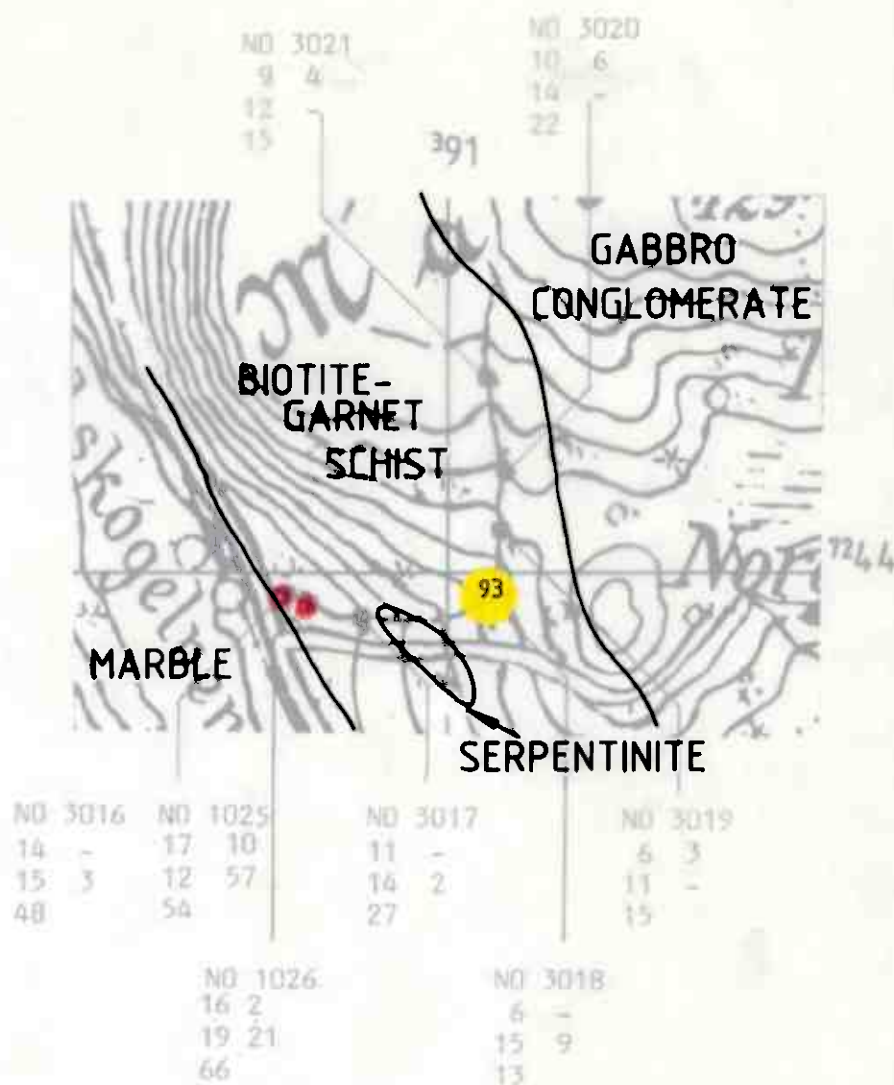 NO 3021
9 4
12 -
15
NO 3020
10 6
14 -
22
391
m a
GABBRO
CONGLOMERATE
BIOTITE-
GARNET
SCHIST
7244
93
MARBLE
SERPENTINITE
NO 3016
14 -
15 3
48
NO 1025
17 10
12 57
54
NO 3017
11 -
14 2
27
NO 3019
6 3
11 -
15
NO 1026
16 2
19 21
66
NO 3018
6 -
15 9
13